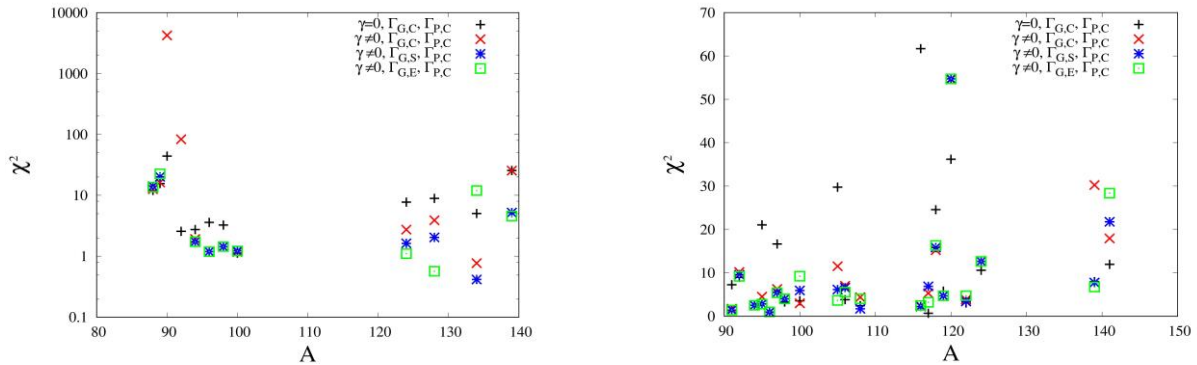 10000
1000
100
10
1
0.1
χ²
80
90
100
110
120
130
140
A
γ=0, Γ_G,C, Γ_P,C
γ≠0, Γ_G,C, Γ_P,C
γ≠0, Γ_G,S, Γ_P,C
γ≠0, Γ_G,E, Γ_P,C
70
60
50
40
30
20
10
0
χ²
90
100
110
120
130
140
150
A
γ=0, Γ_G,C, Γ_P,C
γ≠0, Γ_G,C, Γ_P,C
γ≠0, Γ_G,S, Γ_P,C
γ≠0, Γ_G,E, Γ_P,C